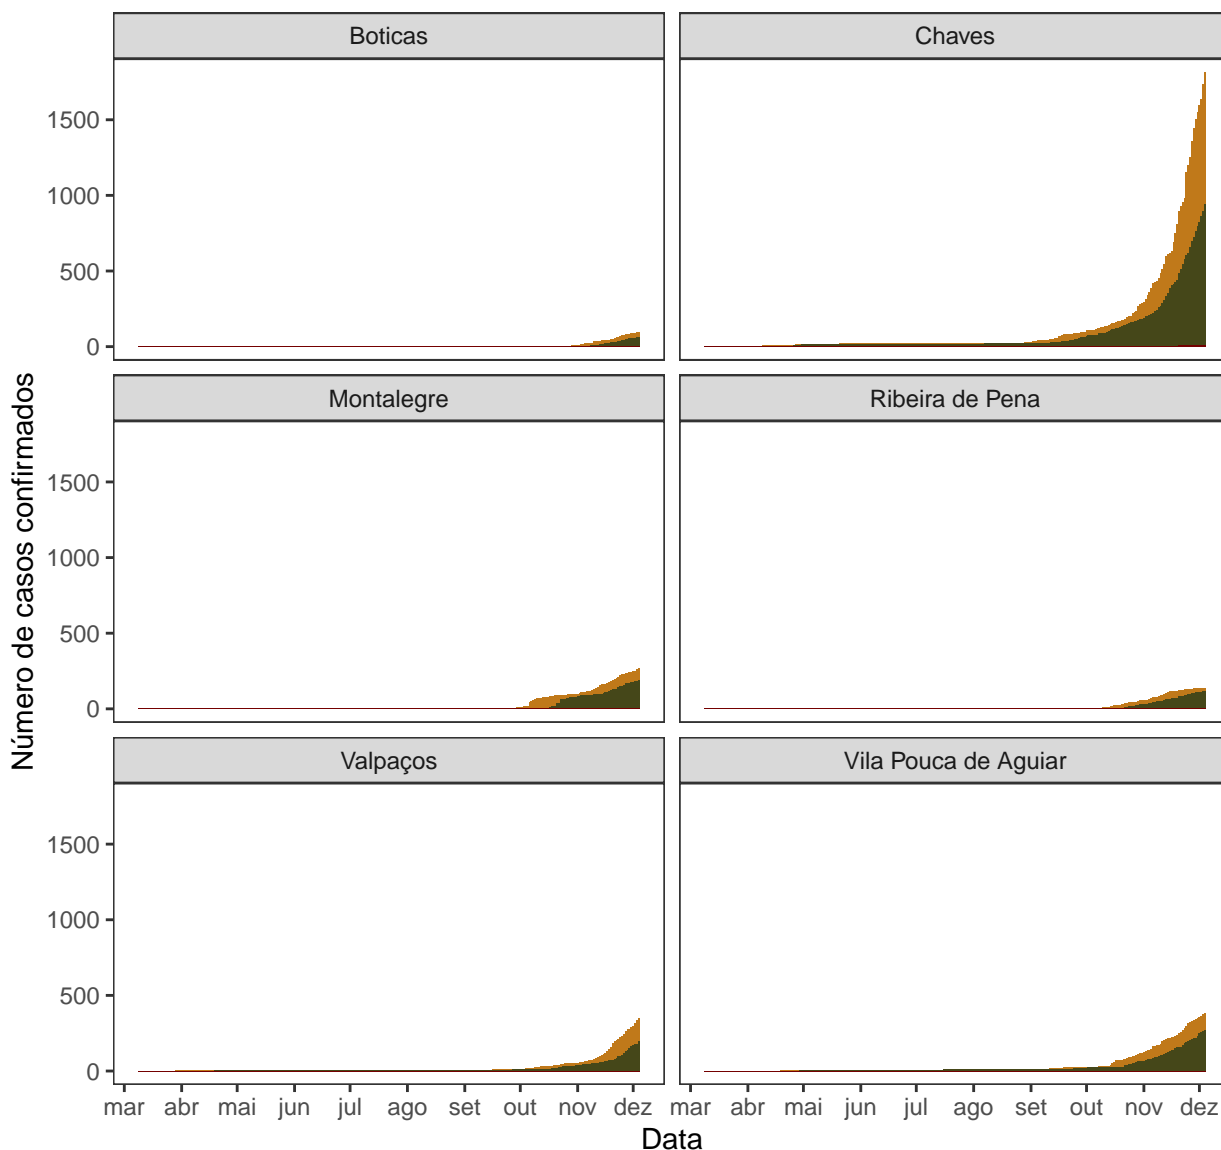 Boticas
Chaves
1500
1000
500
0
Montalegre
Ribeira de Pena
1500
1000
500
0
Valpaços
Vila Pouca de Aguiar
1500
1000
500
0
mar abr mai jun jul ago set out nov dez
mar abr mai jun jul ago set out nov dez
Data
Número de casos confirmados